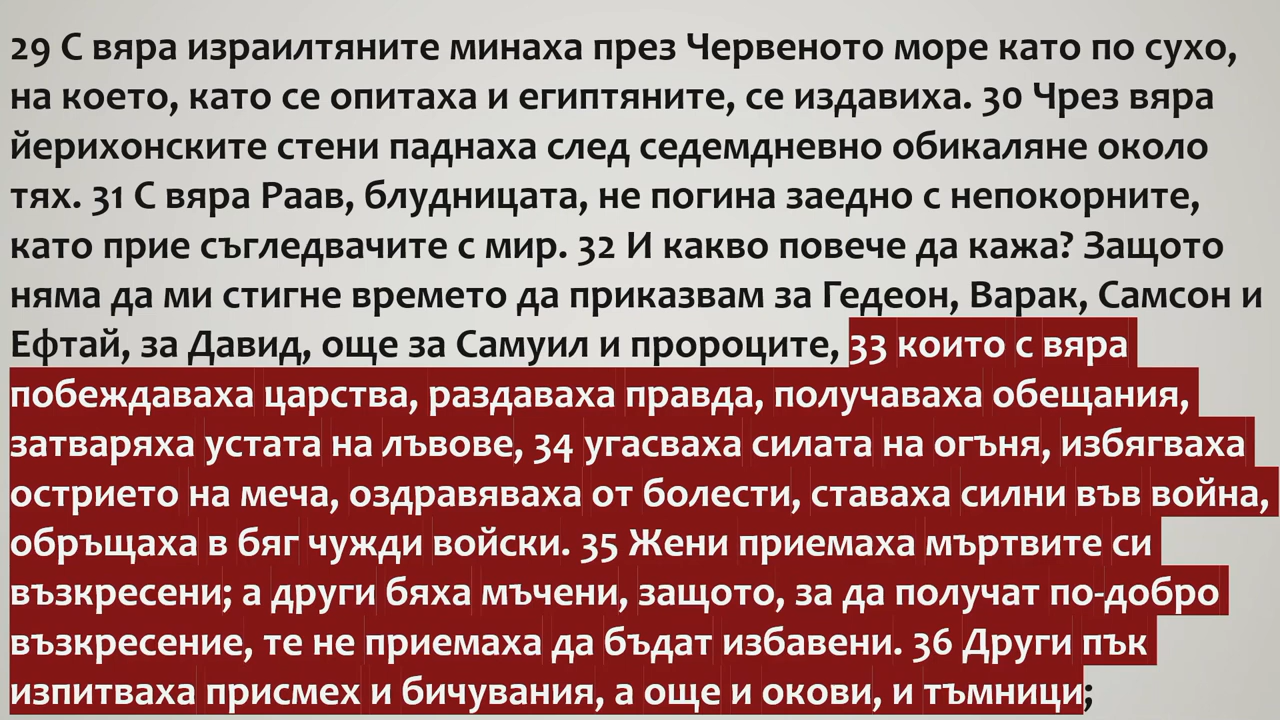 29 С вяра израилтяните минаха през Червеното море като по сухо,
на което, като се опитаха и египтяните, се издавиха. 30 Чрез вяра
йерихонските стени паднаха след седемдневно обикаляне около
тях. 31 С вяра Раав, блудницата, не погина заедно с непокорните,
като прие съгледвачите с мир. 32 И какво повече да кажа? Защото
няма да ми стигне времето да приказвам за Гедеон, Варак, Самсон и
Ефтай, за Давид, още за Самуил и пророците, 33 които с вяра
побеждаваха царства, раздаваха правда, получаваха обещания,
затваряха устата на лъвове, 34 угасваха силата на огъня, избягваха
острието на меча, оздравяваха от болести, ставаха силни във война,
обръщаха в бяг чужди войски. 35 Жени приемаха мъртвите си
възкресени; а други бяха мъчени, защото, за да получат по-добро
възкресение, те не приемаха да бъдат избавени. 36 Други пък
изпитваха присмех и бичувания, а още и окови, и тъмници;